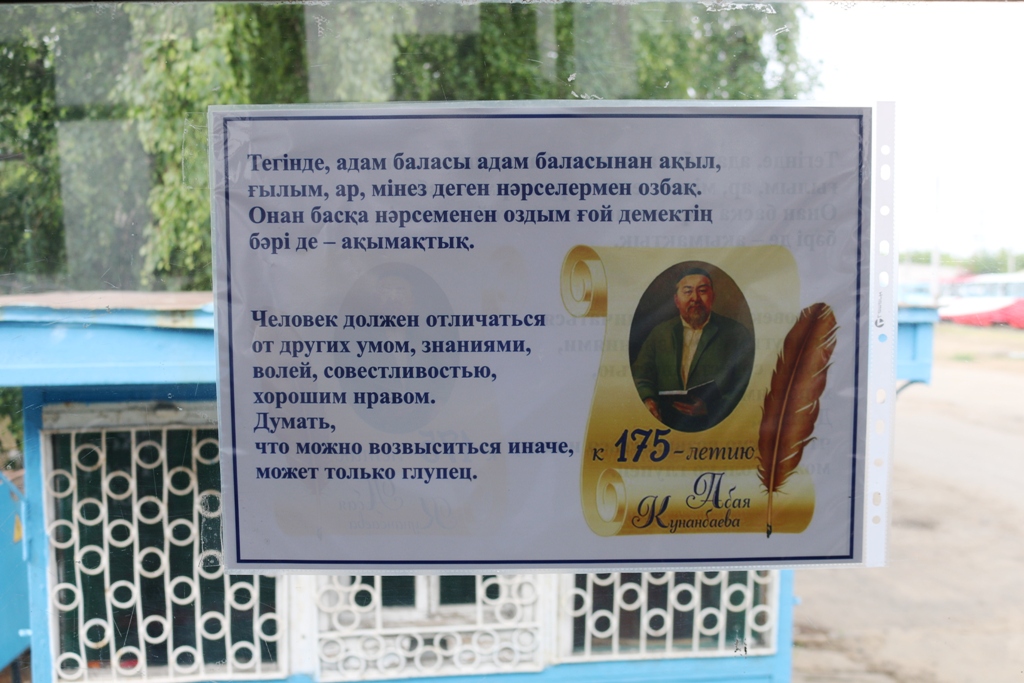 Тегінде, адам баласы адам баласынан ақыл,
ғылым, ар, мінез деген нәрселермен озбақ.
Онан басқа нәрсеменен оздым ғой демектің
бәрі де – ақымақтық.
Человек должен отличаться
от других умом, знаниями,
волей, совестливостью,
хорошим нравом.
Думать,
что можно возвыситься иначе,
может только глупец.
к 175-летию
Абая
Кунанбаева